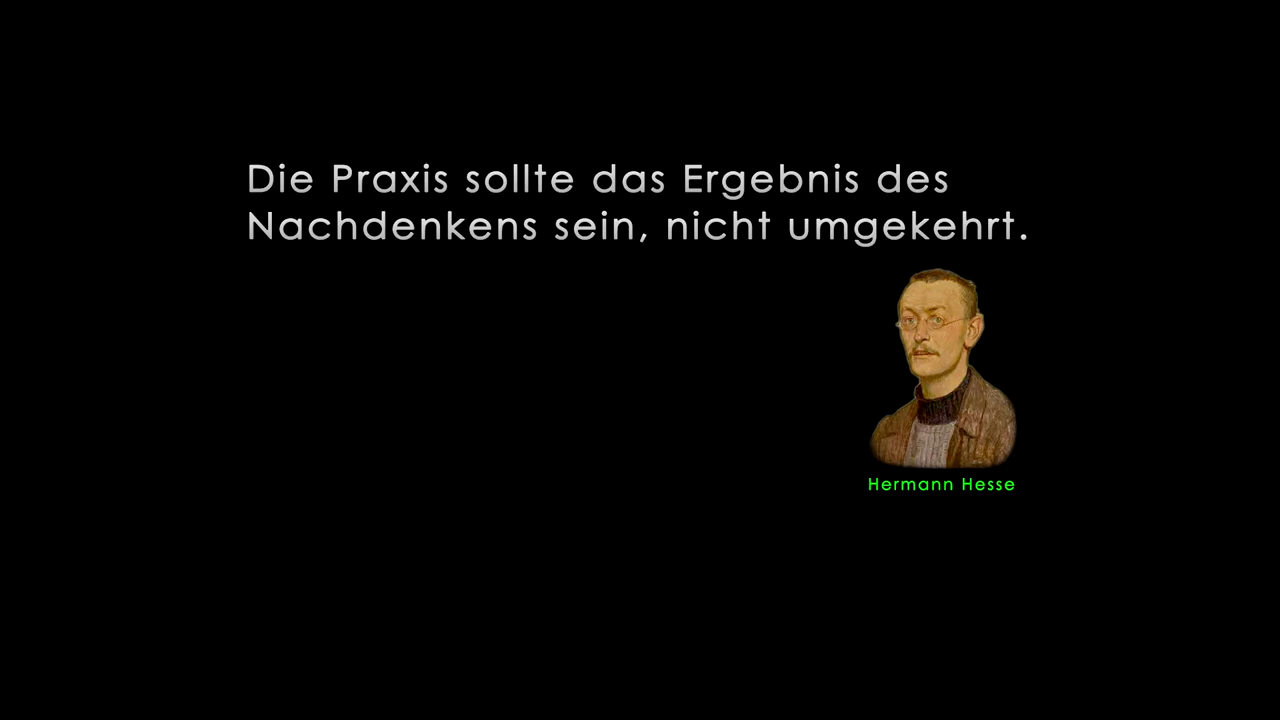 Die Praxis sollte das Ergebnis des
Nachdenkens sein, nicht umgekehrt.
Hermann Hesse